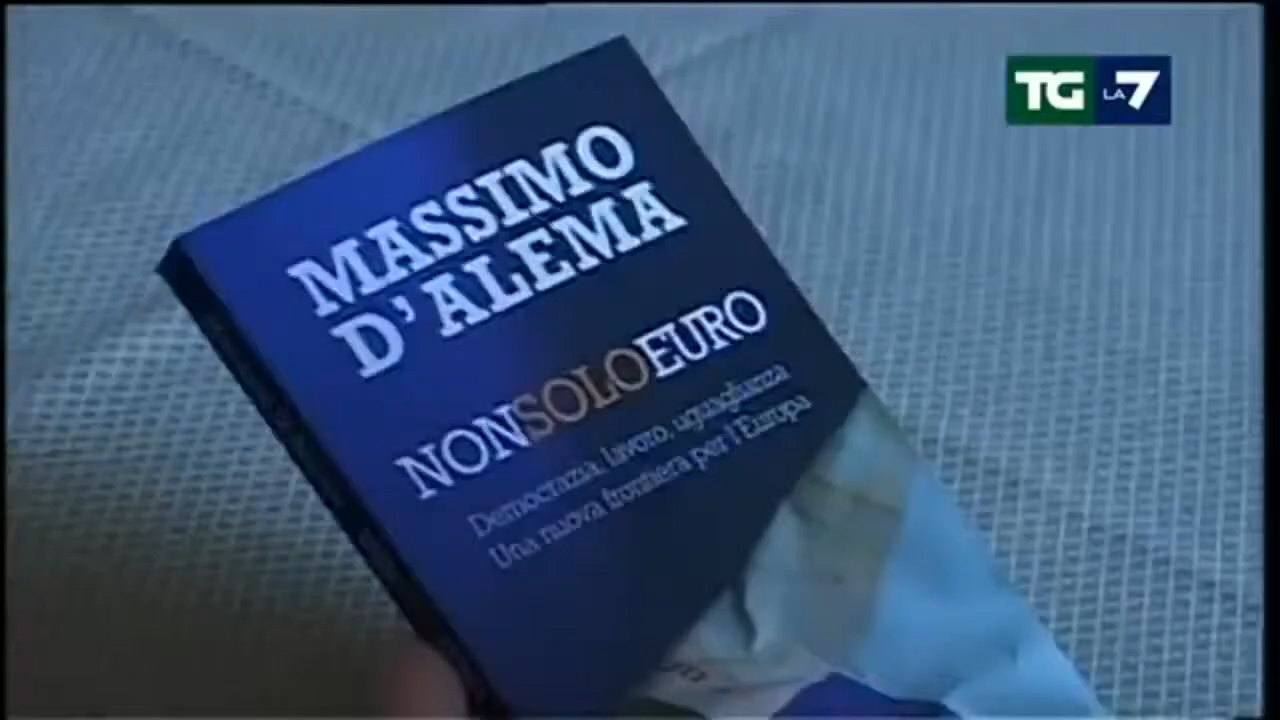 TG LA7
MASSIMO
D'ALEMA
NONSOLOEURO
Democrazia, lavoro, uguaglianza
Una nuova frontiera per l'Europa